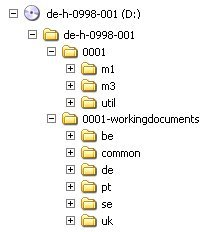 de-h-0998-001 (D:)
de-h-0998-001
0001
m1
m3
util
0001-workingdocuments
be
common
de
pt
se
uk